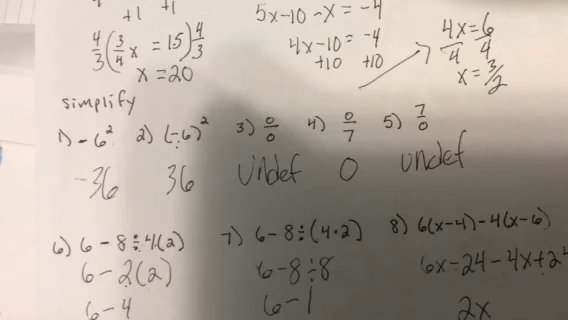 +1 +1
4/3 (3/4 x = 15) 4/3
x = 20
5x-10 -x = -4
4x-10 = -4
+10 +10
4x=6
4 4
x = 3/2
simplify
1) -6² 2) (-6)² 3) 0/0 4) 0/7 5) 7/0
-36 36 undef 0 undef
6) 6 - 8 ÷ 4(2) 7) 6 - 8 ÷ (4·2) 8) 6(x-4) - 4(x-6)
6 - 2(2) 6 - 8 ÷ 8 6x - 24 - 4x + 24
6 - 4 6 - 1 2x